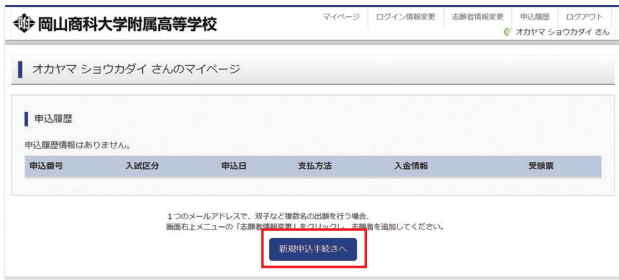 岡山商科大学附属高等学校
マイページ ログイン情報変更 志願者情報変更 申込履歴 ログアウト
オカヤマ ショウカダイ さん
オカヤマ ショウカダイ さんのマイページ
申込履歴
申込履歴情報はありません。
申込番号 入試区分 申込日 支払方法 入金情報 受験票
1つのメールアドレスで、双子など複数名の出願を行う場合、
画面右上メニューの「志願者情報変更」をクリックし、志願者を追加してください。
新規申込手続きへ